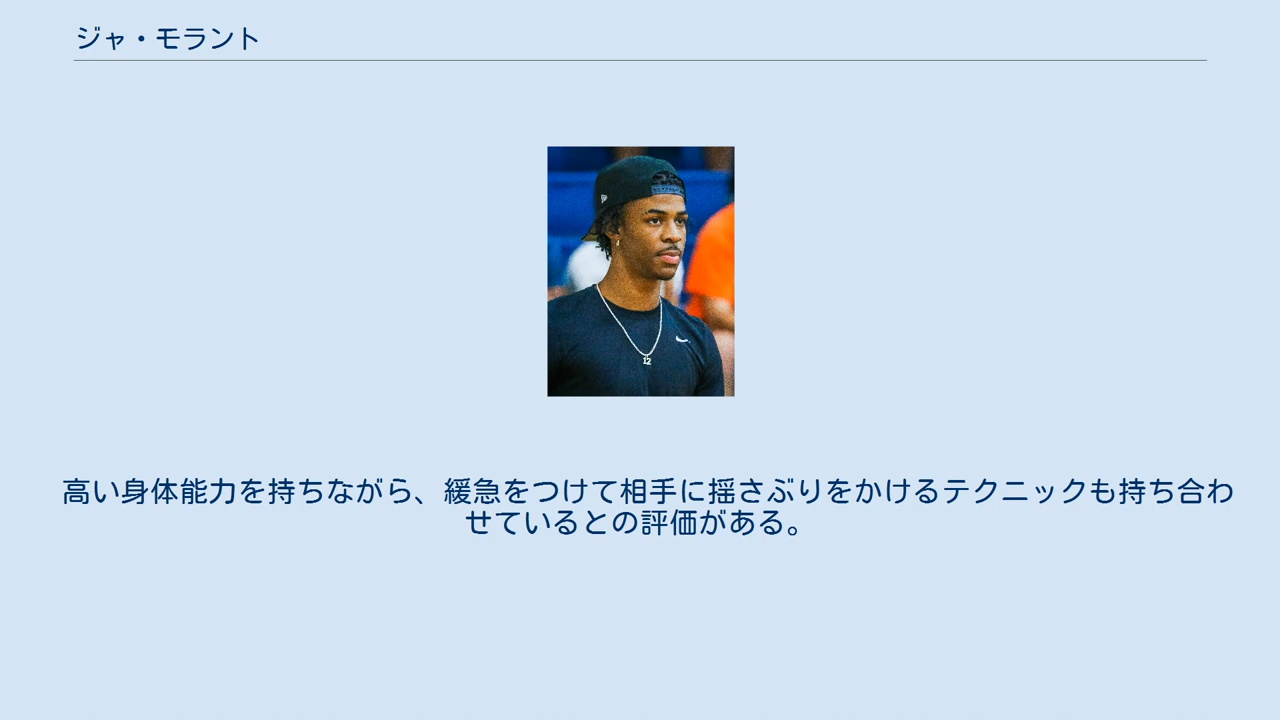 ジャ・モラント
12
高い身体能力を持ちながら、緩急をつけて相手に揺さぶりをかけるテクニックも持ち合わ
せているとの評価がある。